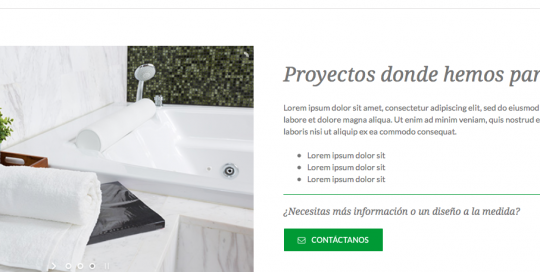 Proyectos donde hemos
Lorem ipsum dolor sit amet, consectetur adipiscing elit, sed do eiusmod
labore et dolore magna aliqua. Ut enim ad minim veniam, quis nostrud
laboris nisi ut aliquip ex ea commodo consequat.
Lorem ipsum dolor sit
Lorem ipsum dolor sit
Lorem ipsum dolor sit
¿Necesitas más información o un diseño a la medida?
CONTÁCTANOS